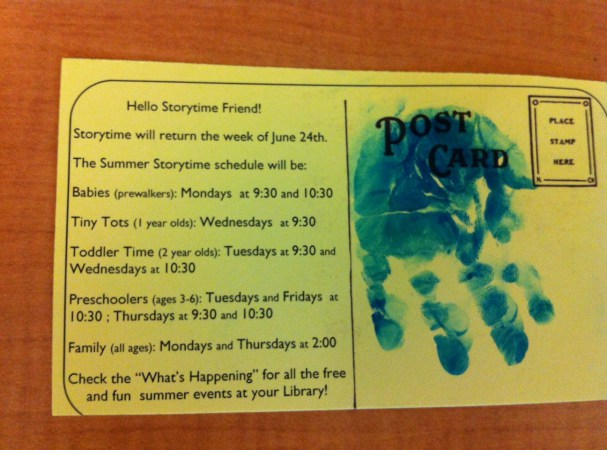 Hello Storytime Friend!
Storytime will return the week of June 24th.
The Summer Storytime schedule will be:
Babies (prewalkers): Mondays at 9:30 and 10:30
Tiny Tots (1 year olds): Wednesdays at 9:30
Toddler Time (2 year olds): Tuesdays at 9:30 and
Wednesdays at 10:30
Preschoolers (ages 3-6): Tuesdays and Fridays at
10:30 ; Thursdays at 9:30 and 10:30
Family (all ages): Mondays and Thursdays at 2:00
Check the "What's Happening" for all the free
and fun summer events at your Library!
POST
CARD
PLACE
STAMP
HERE